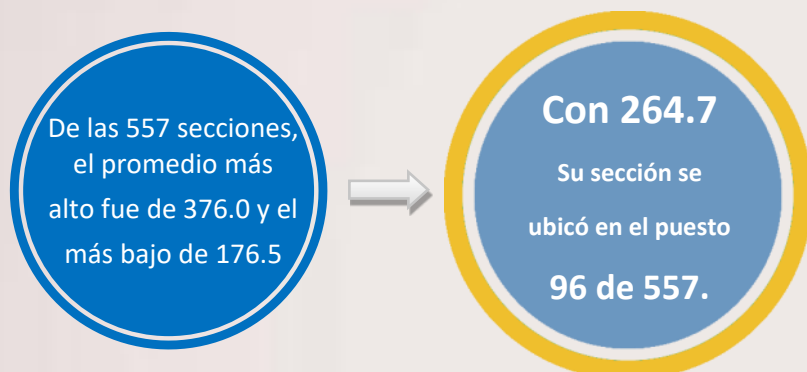 De las 557 secciones,
el promedio más
alto fue de 376.0 y el
más bajo de 176.5
Con 264.7
Su sección se
ubicó en el puesto
96 de 557.